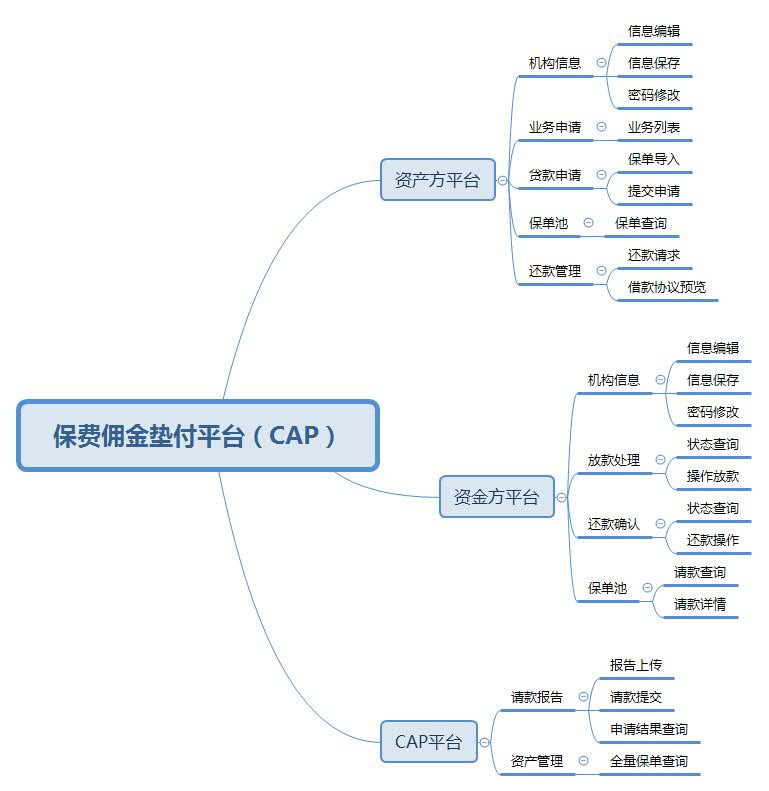 保费佣金垫付平台（CAP）
资产方平台
机构信息
信息编辑
信息保存
密码修改
业务申请
业务列表
贷款申请
保单导入
提交申请
保单池
保单查询
还款管理
还款请求
借款协议预览
资金方平台
机构信息
信息编辑
信息保存
密码修改
放款处理
状态查询
操作放款
还款确认
状态查询
还款操作
保单池
请款查询
请款详情
CAP平台
请款报告
报告上传
请款提交
申请结果查询
资产管理
全量保单查询